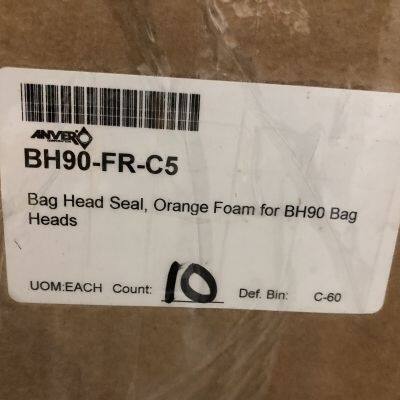 ANVER
BH90-FR-C5
Bag Head Seal, Orange Foam for BH90 Bag
Heads
UOM:EACH Count: 10 Def. Bin: C-60